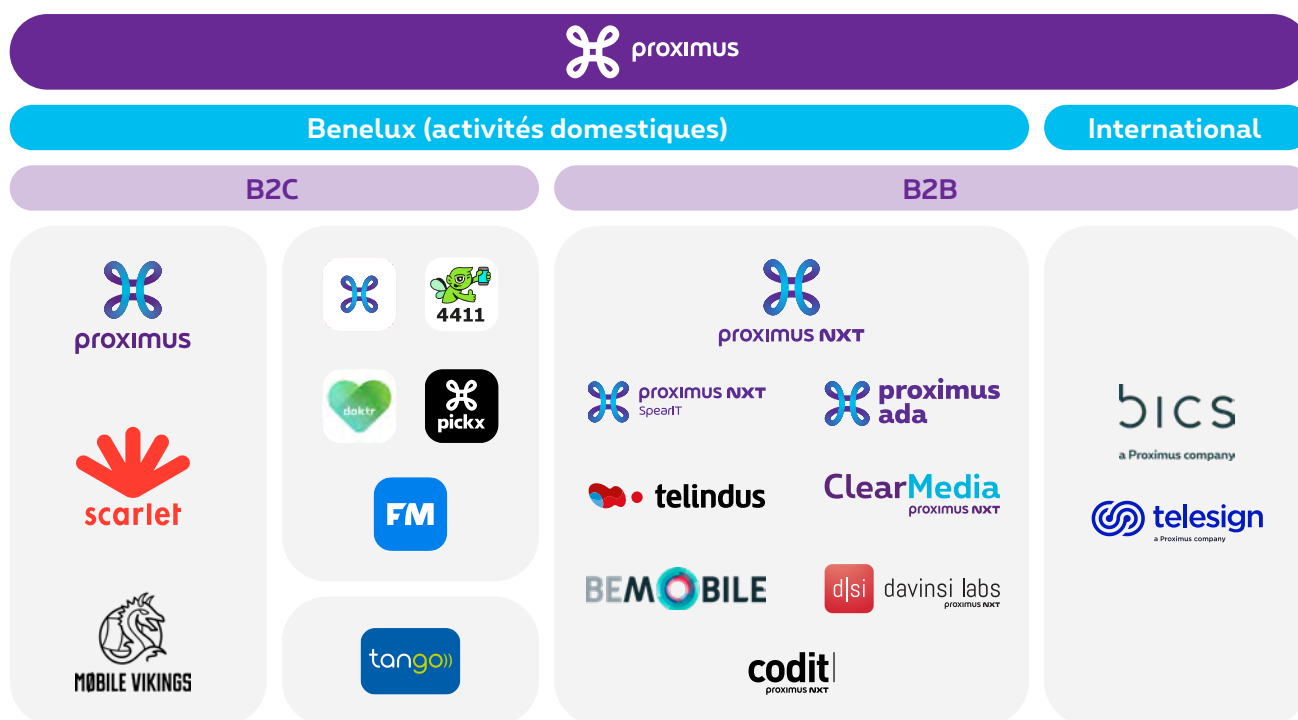 proximus
Benelux (activités domestiques)
International
B2C
B2B
proximus
scarlet
MØBILE VIKINGS
4411
doktr
pickx
FM
tango
proximus NXT
proximus NXT
SpearIT
proximus
ada
telindus
ClearMedia
proximus NXT
BEMOBILE
d|si davinsi labs
proximus NXT
codit
proximus NXT
bics
a Proximus company
telesign
a Proximus company